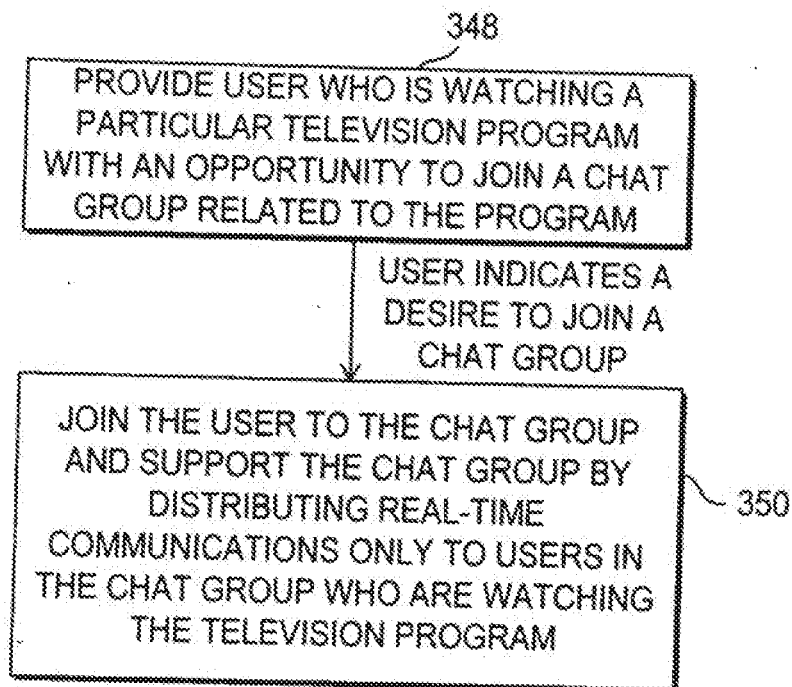 348
PROVIDE USER WHO IS WATCHING A
PARTICULAR TELEVISION PROGRAM
WITH AN OPPORTUNITY TO JOIN A CHAT
GROUP RELATED TO THE PROGRAM
USER INDICATES A
DESIRE TO JOIN A
CHAT GROUP
JOIN THE USER TO THE CHAT GROUP
AND SUPPORT THE CHAT GROUP BY
DISTRIBUTING REAL-TIME
COMMUNICATIONS ONLY TO USERS IN
THE CHAT GROUP WHO ARE WATCHING
THE TELEVISION PROGRAM
350